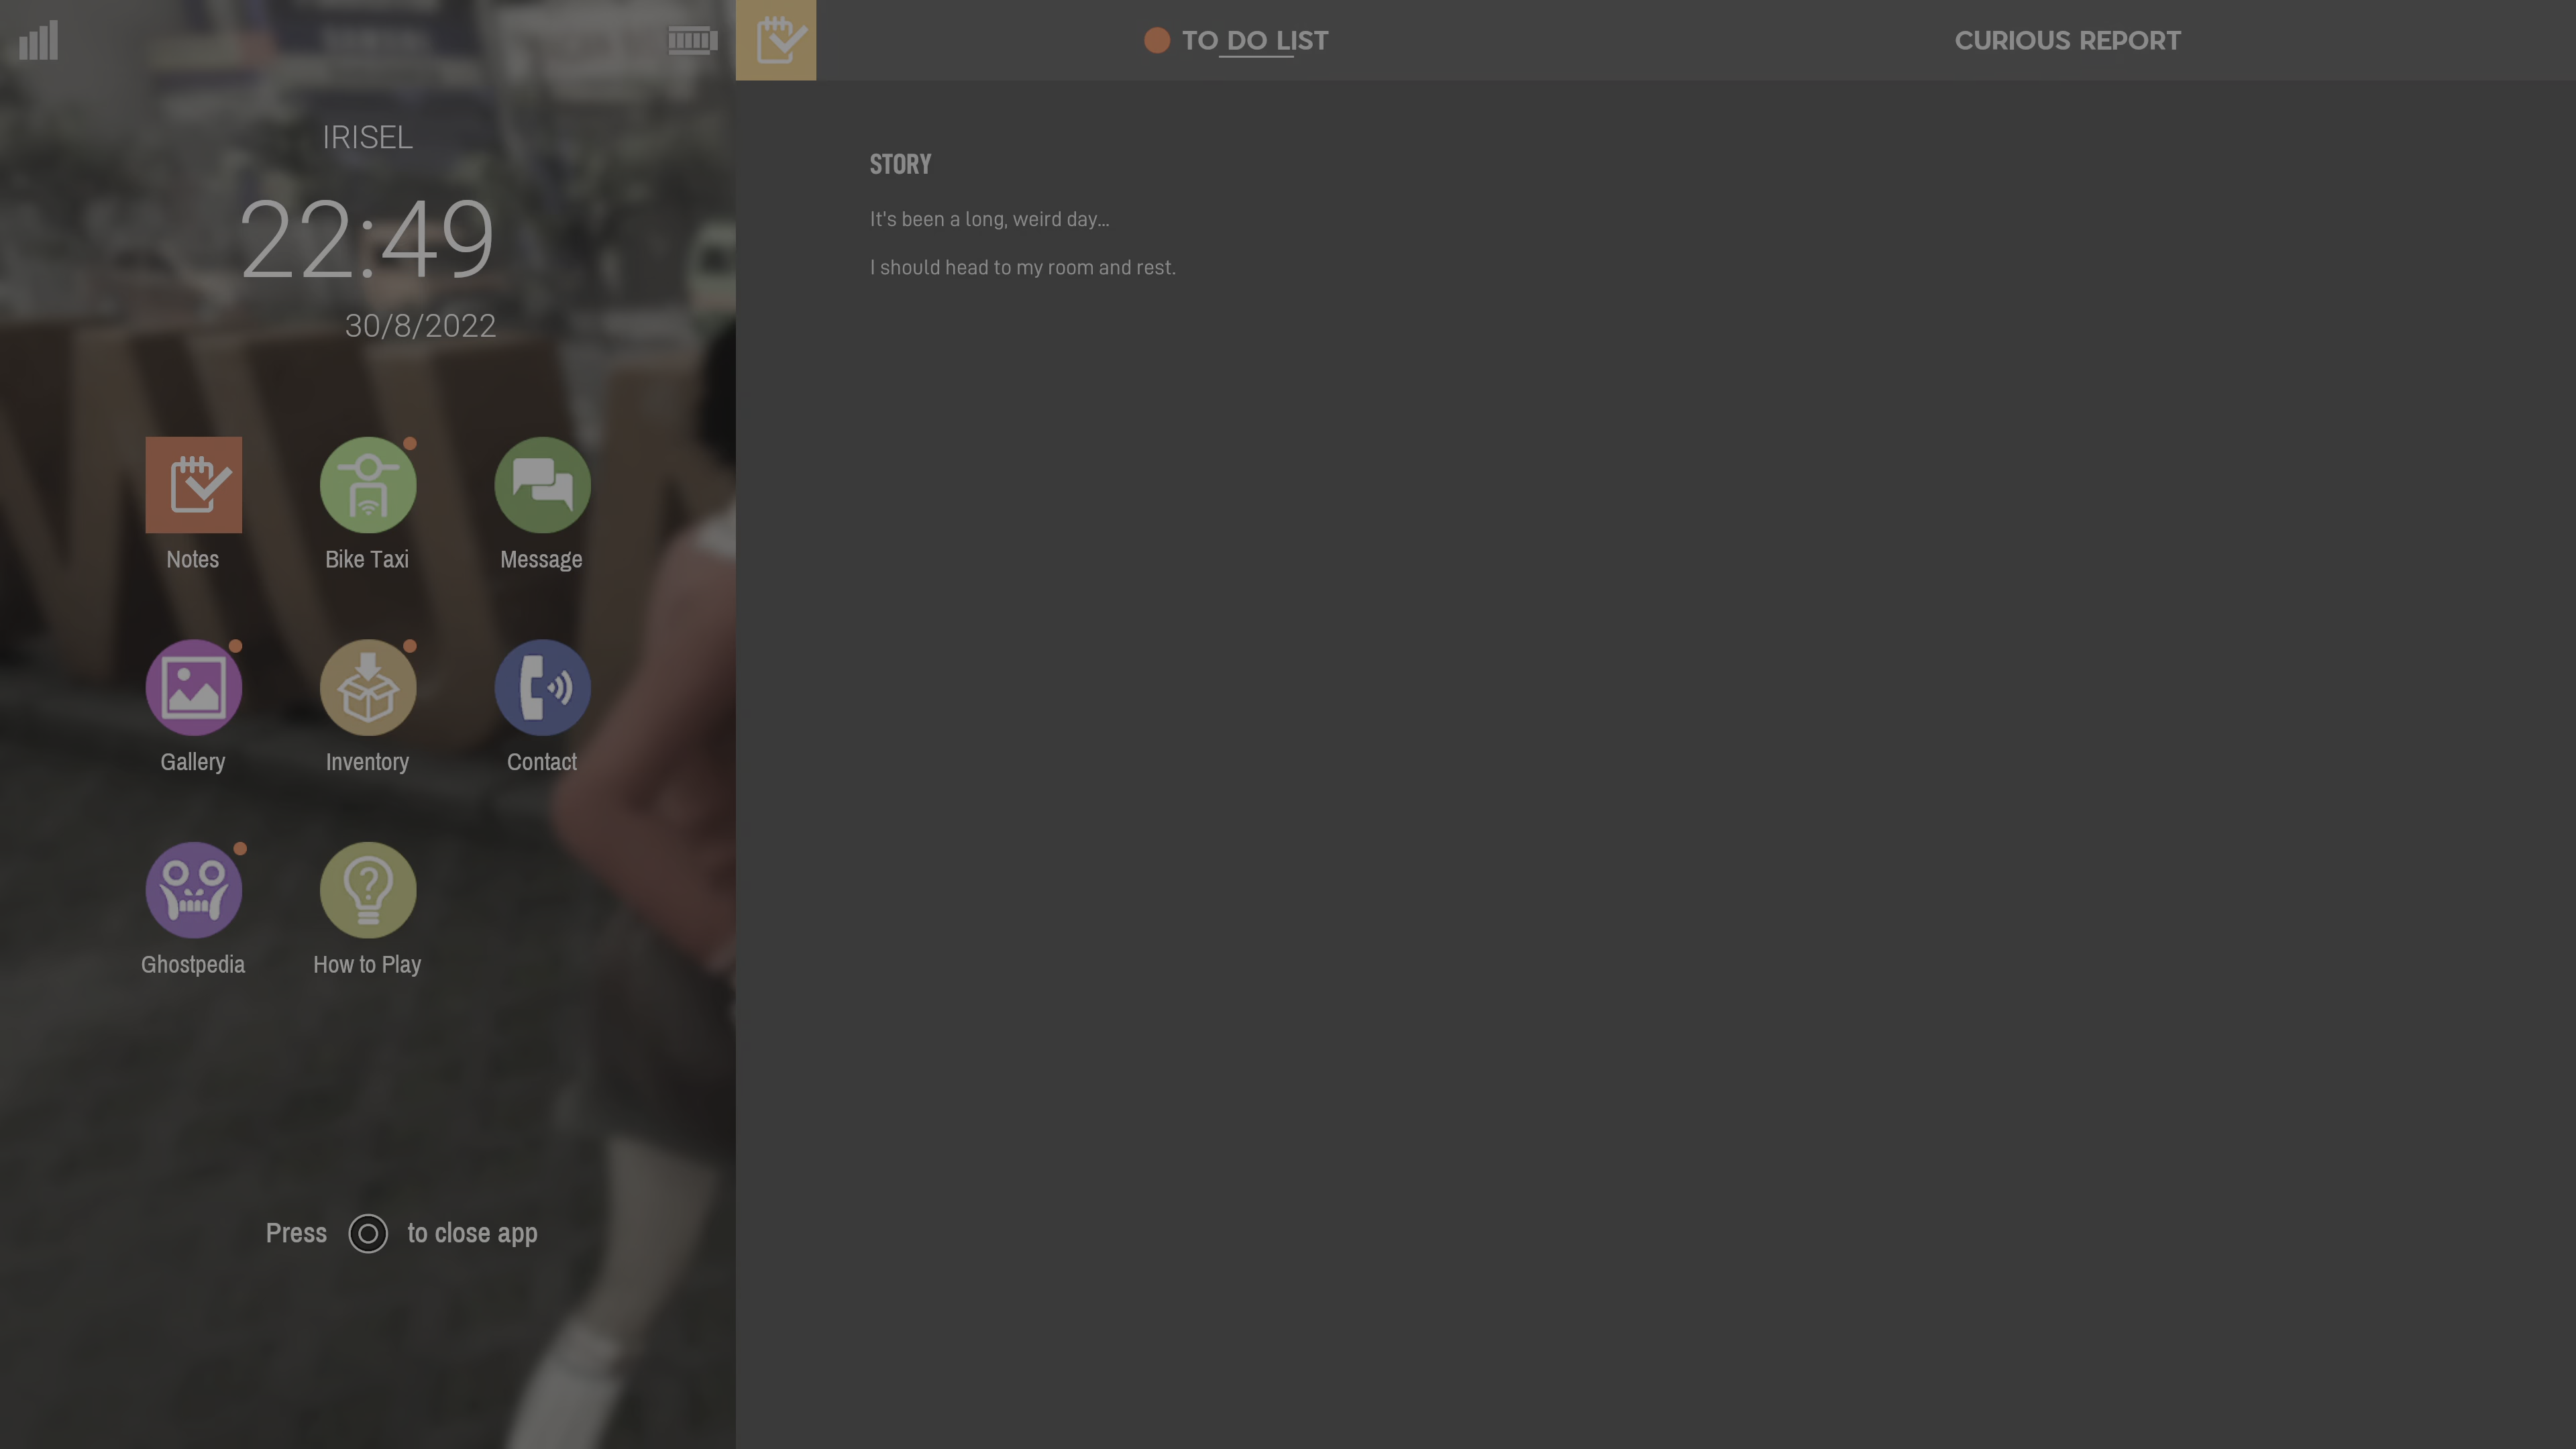 IRISEL
22:49
30/8/2022
Notes
Bike Taxi
Message
Gallery
Inventory
Contact
Ghostpedia
How to Play
Press to close app
TO DO LIST
CURIOUS REPORT
STORY
It's been a long, weird day...
I should head to my room and rest.